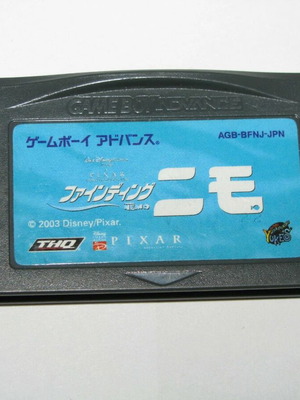 GAME BOY ADVANCE
ゲームボーイ アドバンス®
AGB-BFNJ-JPN
ファインディング
ニモ
© 2003 Disney/Pixar.
THQ
PIXAR
YUKE'S